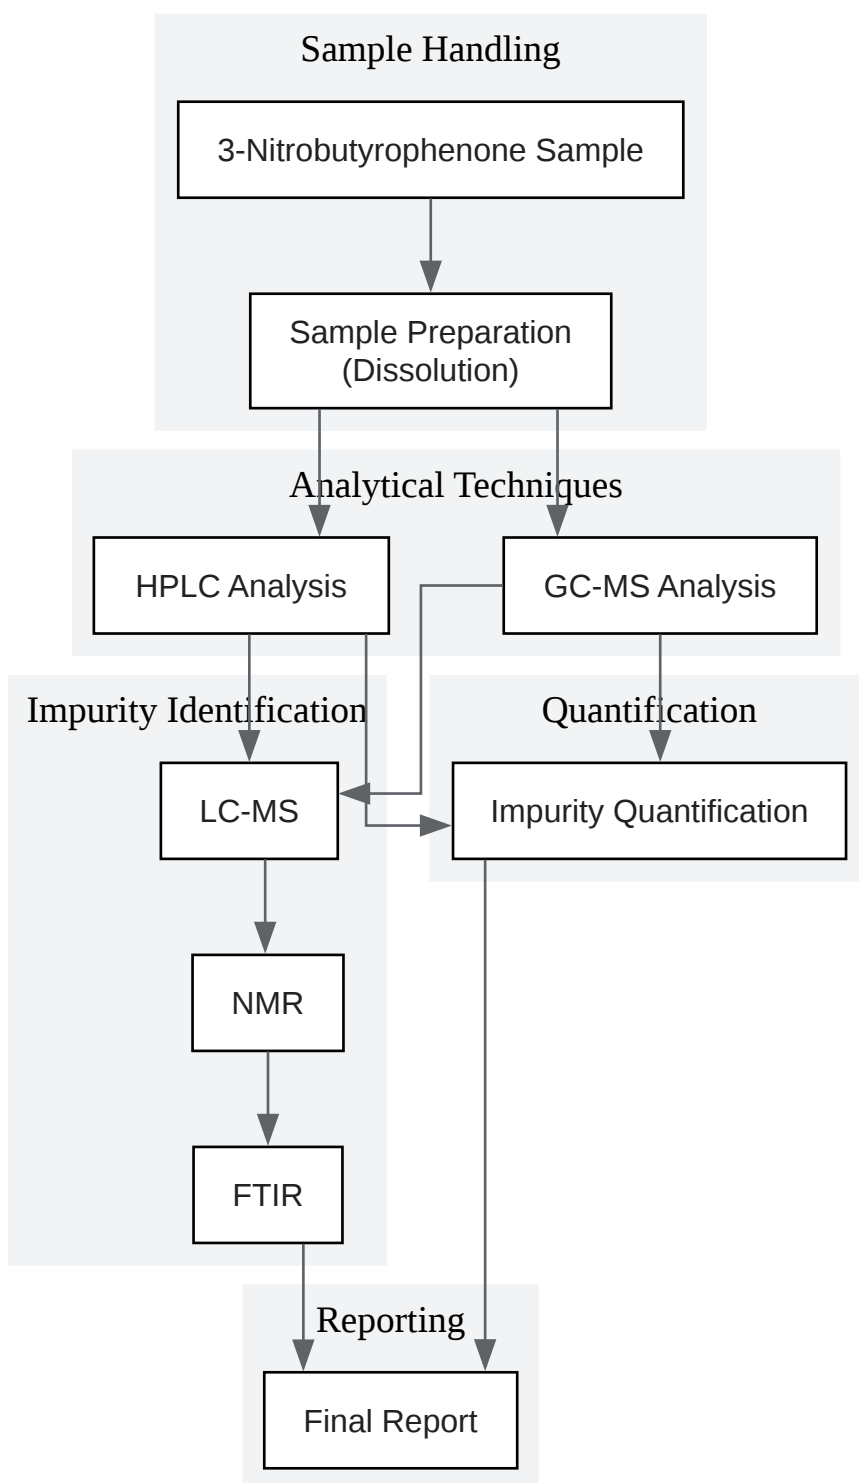 Sample Handling
3-Nitrobutyrophenone Sample
Sample Preparation
(Dissolution)
Analytical Techniques
HPLC Analysis
GC-MS Analysis
Impurity Identification
Quantification
LC-MS
Impurity Quantification
NMR
FTIR
Reporting
Final Report